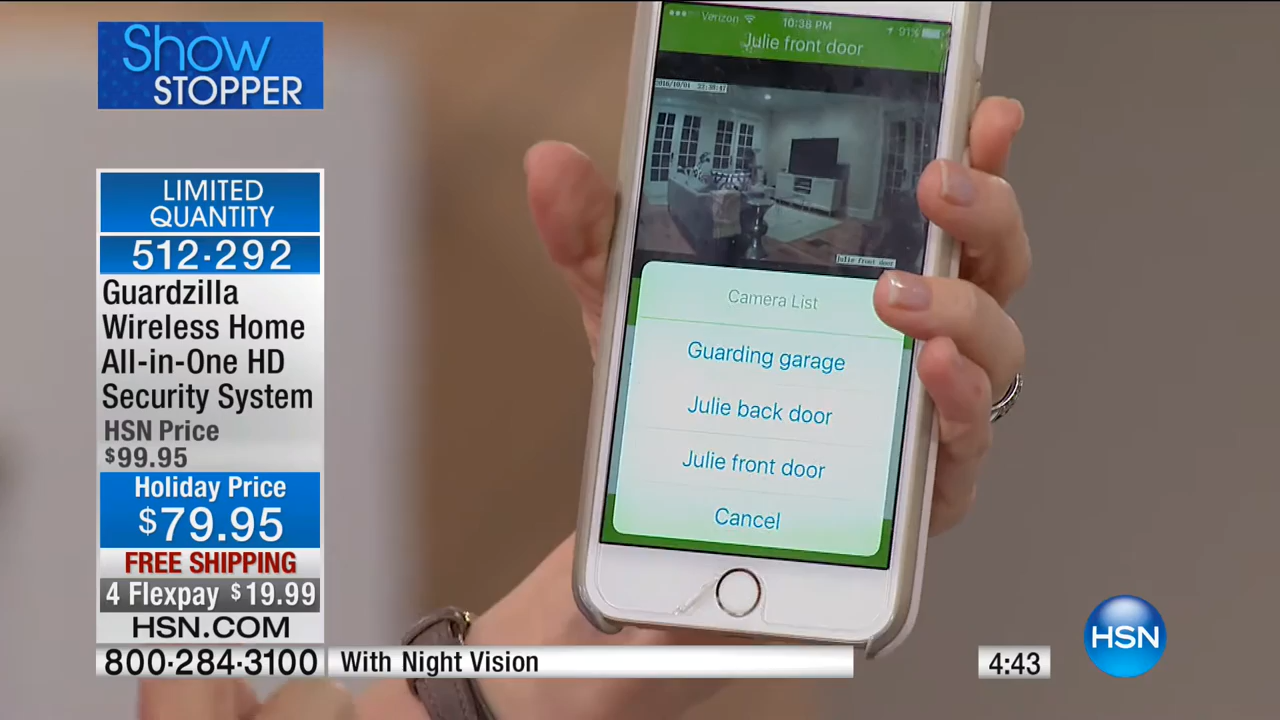 Show
STOPPER
LIMITED
QUANTITY
512-292
Guardzilla
Wireless Home
All-in-One HD
Security System
HSN Price
$99.95
Holiday Price
$79.95
FREE SHIPPING
4 Flexpay $19.99
HSN.COM
800·284·3100
With Night Vision
4:43
HSN
Verizon
10:38 PM
91%
Julie front door
Julie front door
Camera List
Guarding garage
Julie back door
Julie front door
Cancel